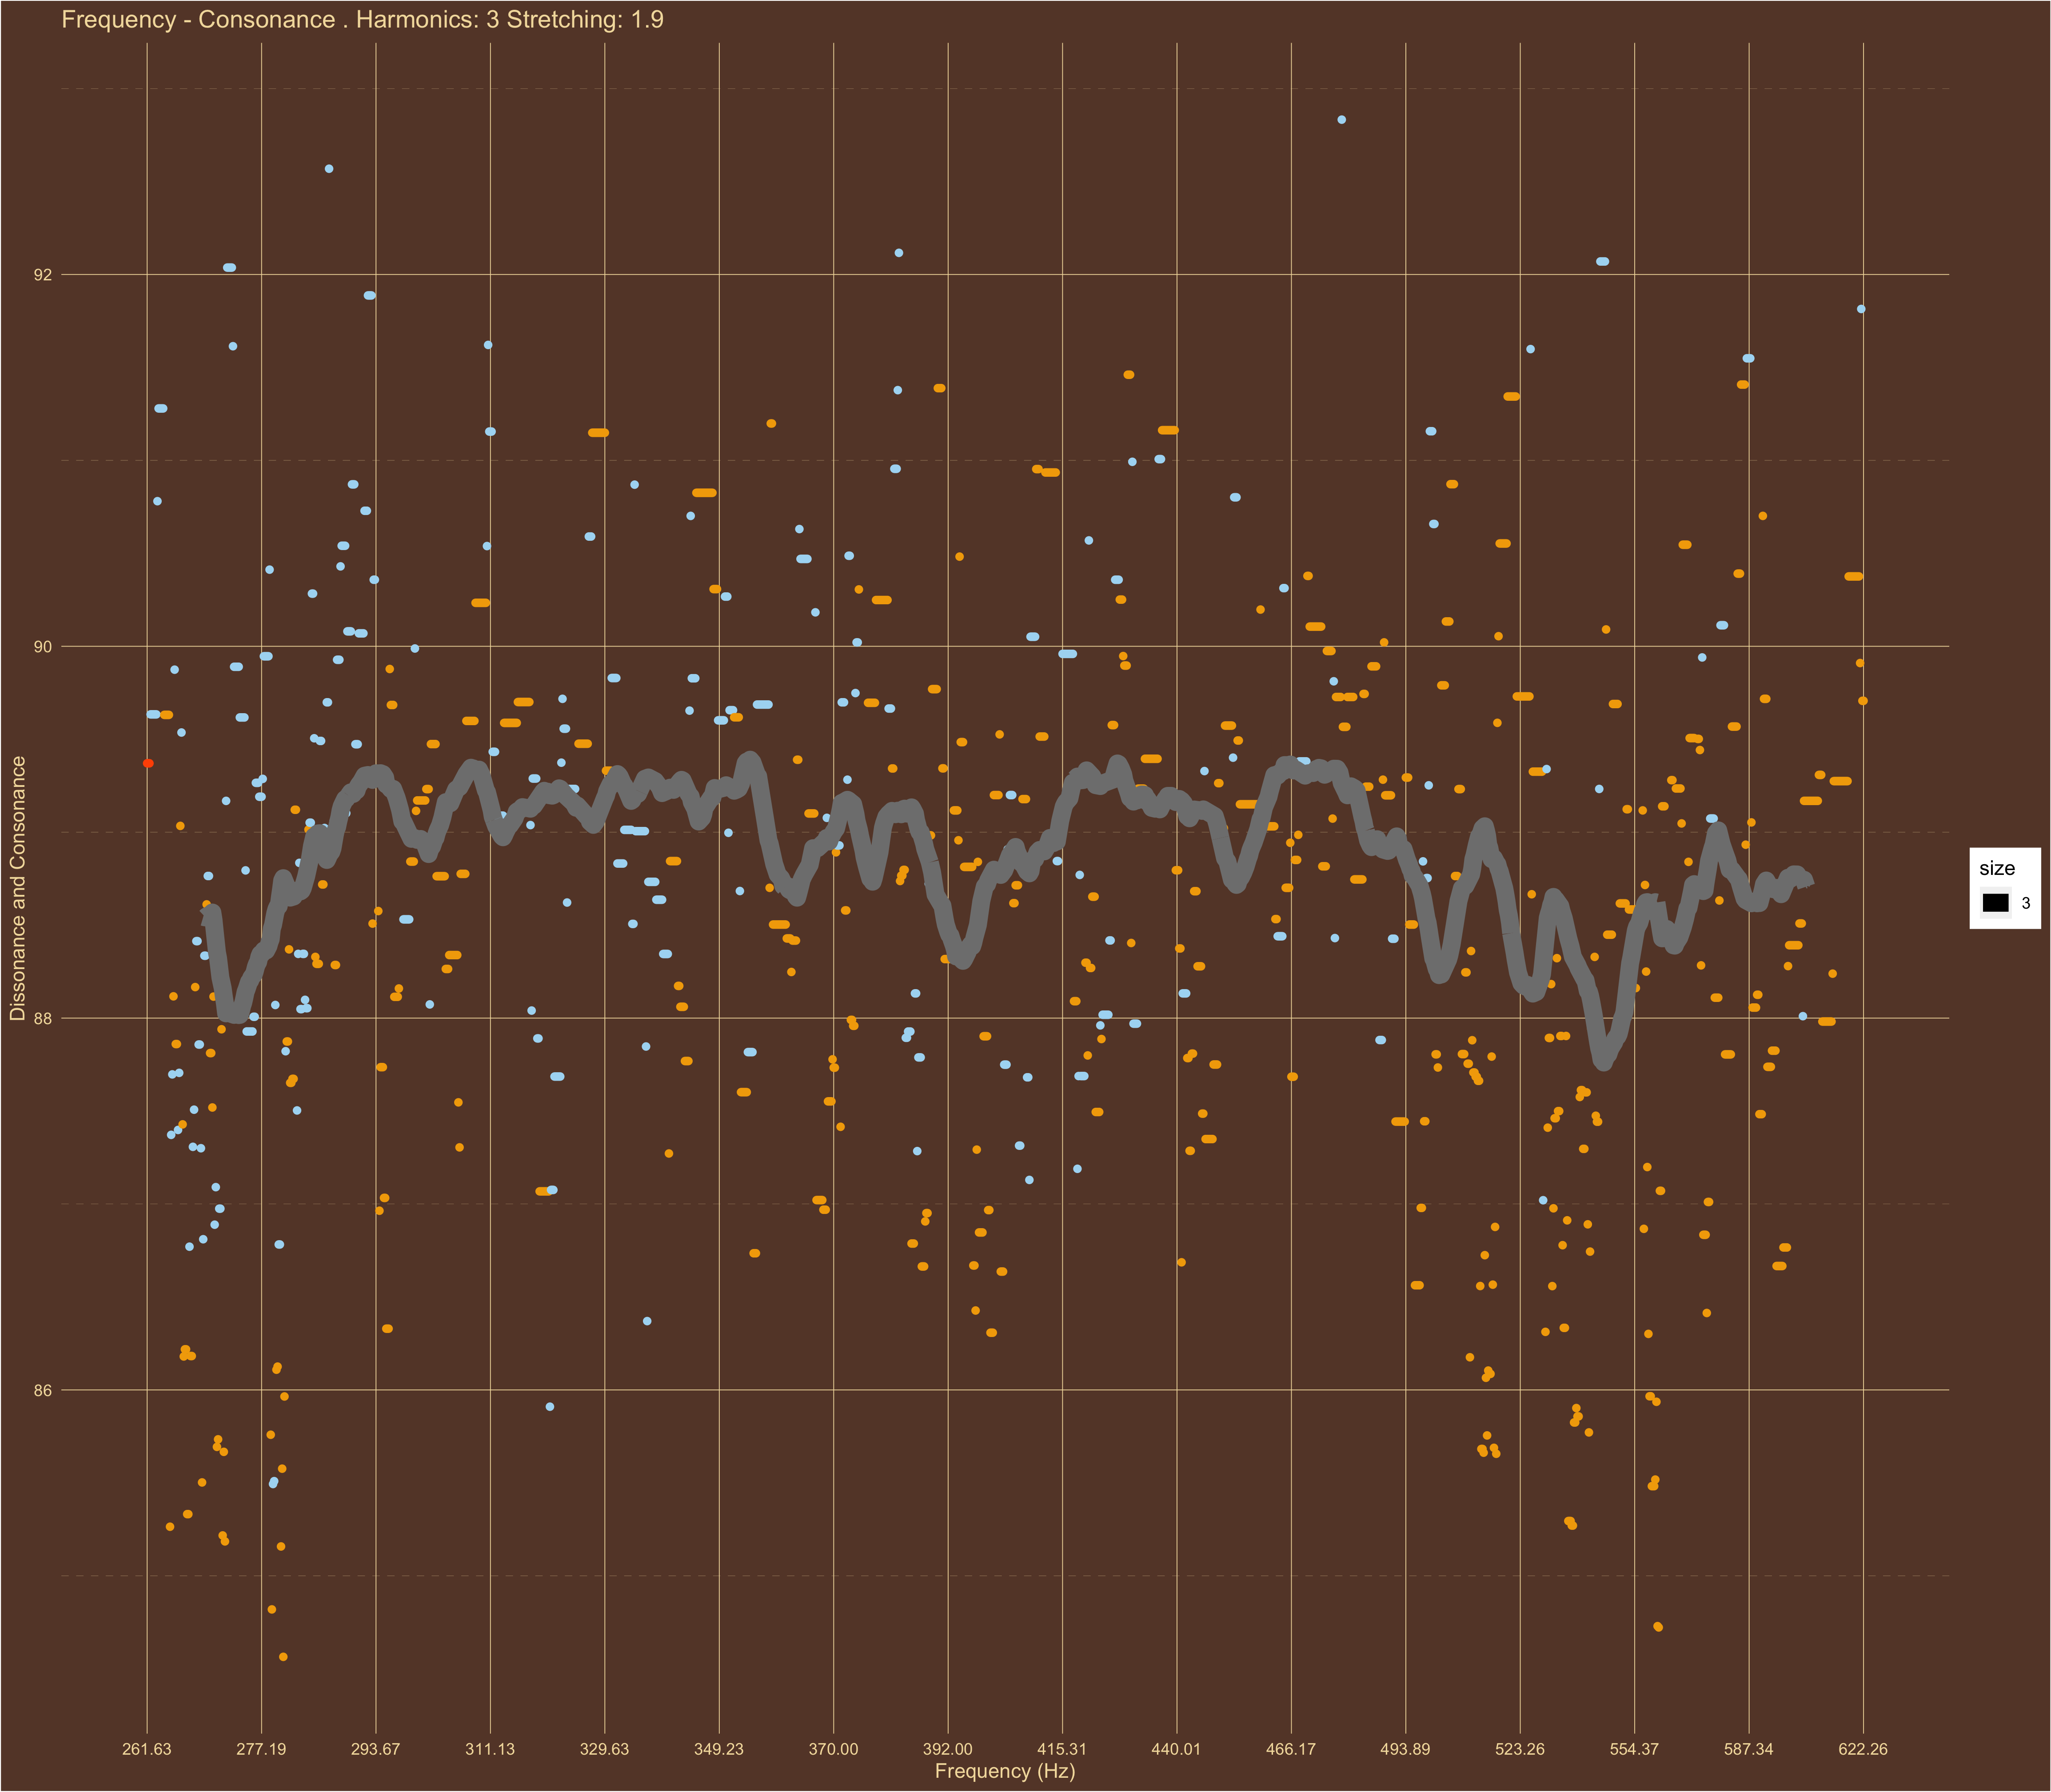 Frequency - Consonance . Harmonics: 3 Stretching: 1.9
92
90
88
86
Dissonance and Consonance
261.63 277.19 293.67 311.13 329.63 349.23 370.00 392.00 415.31 440.01 466.17 493.89 523.26 554.37 587.34 622.26
Frequency (Hz)
size
3